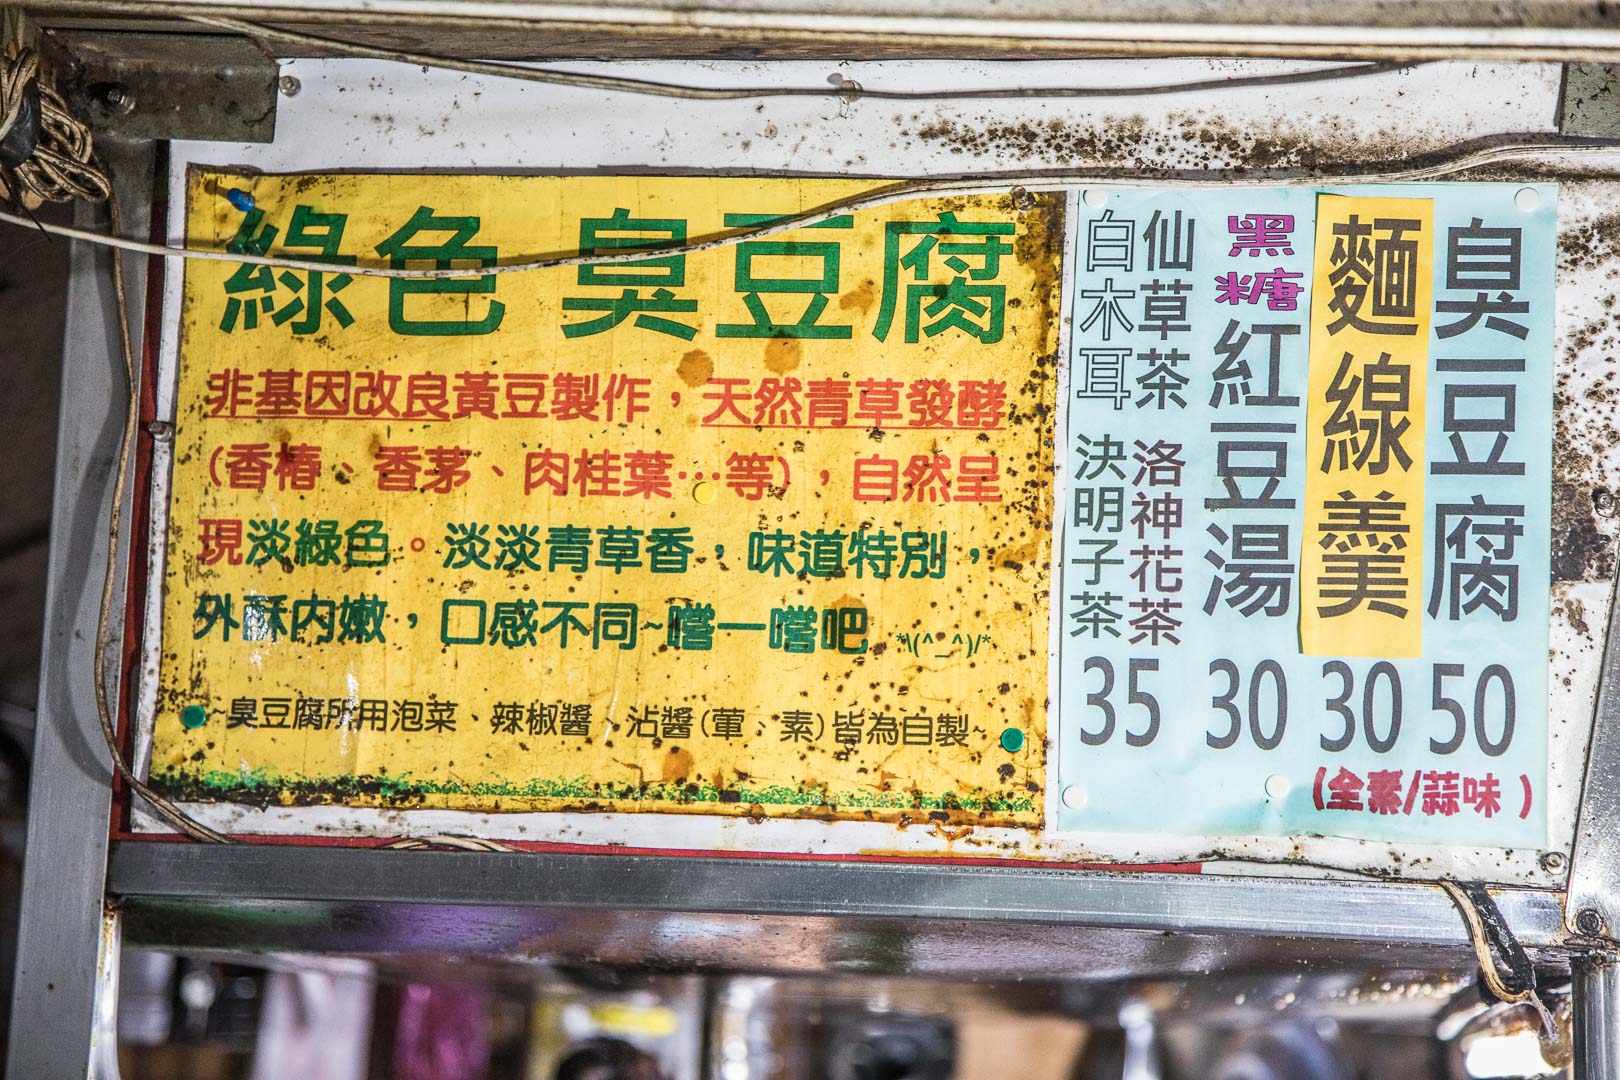 綠色 臭豆腐
非基因改良黃豆製作，天然青草發酵
(香椿、香茅、肉桂葉…等)，自然呈
現淡綠色。淡淡青草香，味道特別，
外酥內嫩，口感不同~嚐一嚐吧 *\(^_^)/*
~臭豆腐所用泡菜、辣椒醬、沾醬(葷、素)皆為自製~
臭豆腐 50
麵線羹 30
(全素/蒜味)
黑糖紅豆湯 30
仙草茶 洛神花茶
白木耳 決明子茶
35